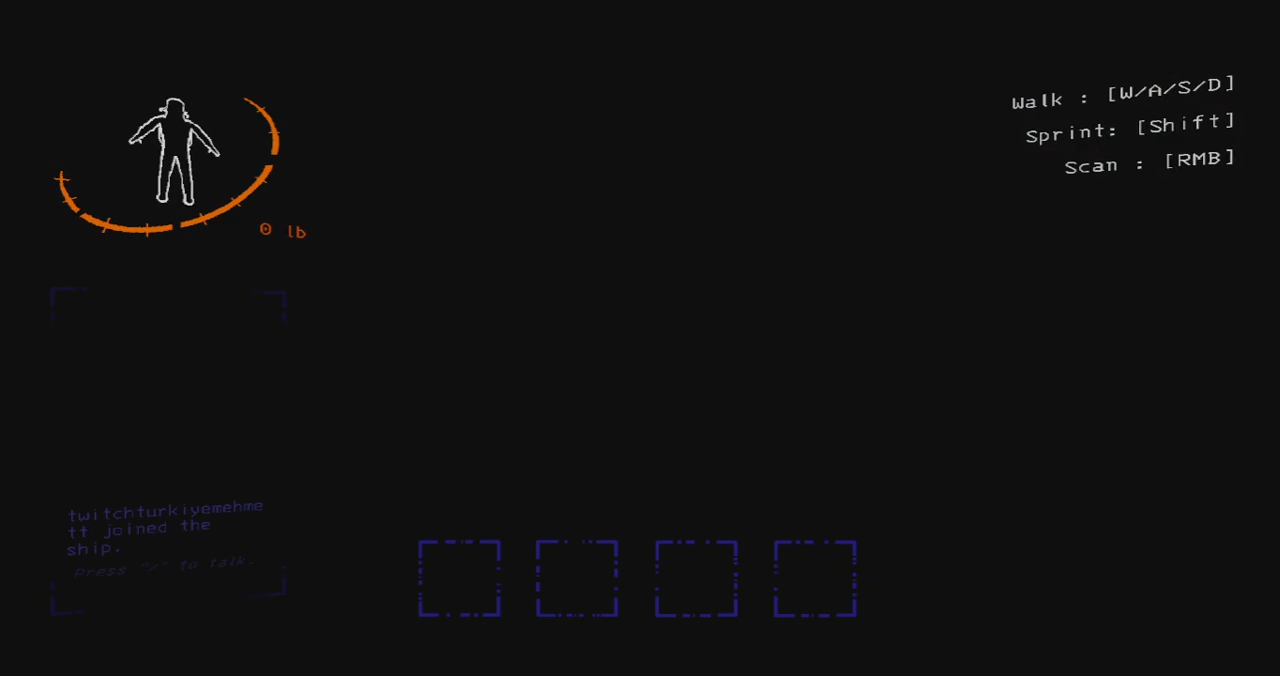 Walk : [W/A/S/D]
Sprint: [Shift]
Scan : [RMB]
0 lb
twitchturkiyemehme
tt joined the
ship.
Press "/" to talk.